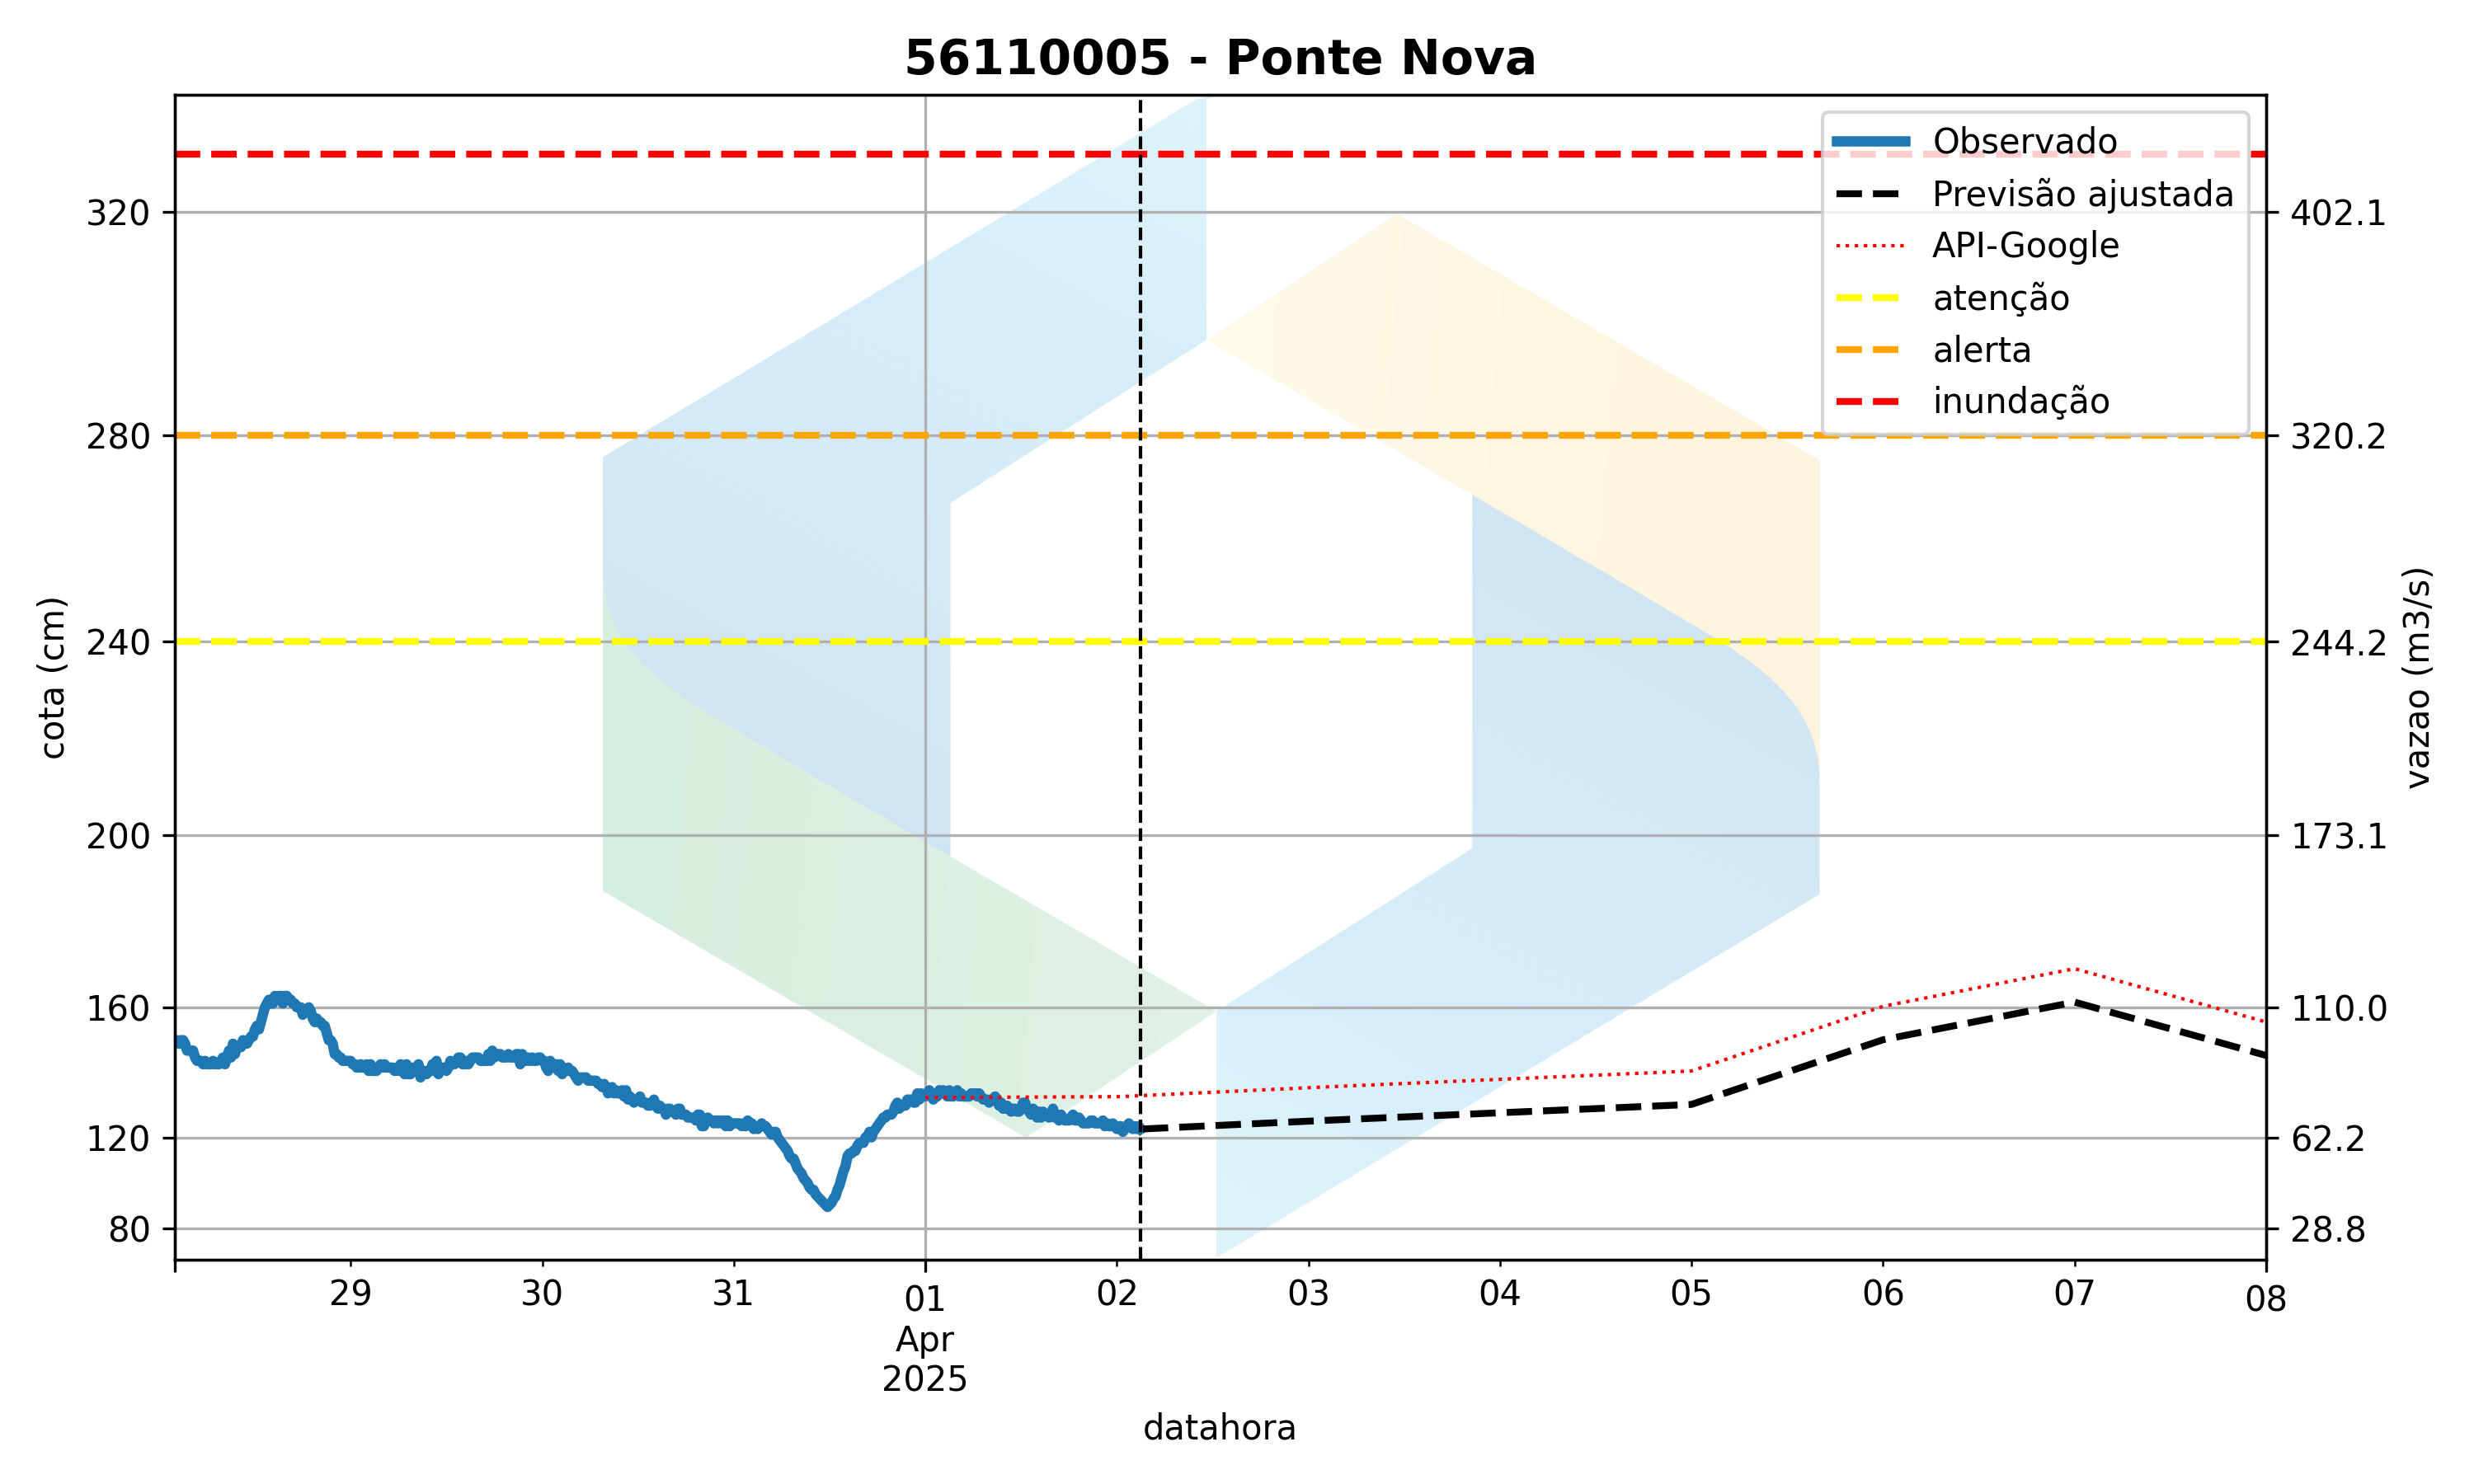 56110005 - Ponte Nova
Observado
Previsão ajustada
API-Google
atenção
alerta
inundação
320
280
240
200
160
120
80
cota (cm)
402.1
320.2
244.2
173.1
110.0
62.2
28.8
vazao (m3/s)
29
30
31
01
02
03
04
05
06
07
08
Apr
2025
datahora